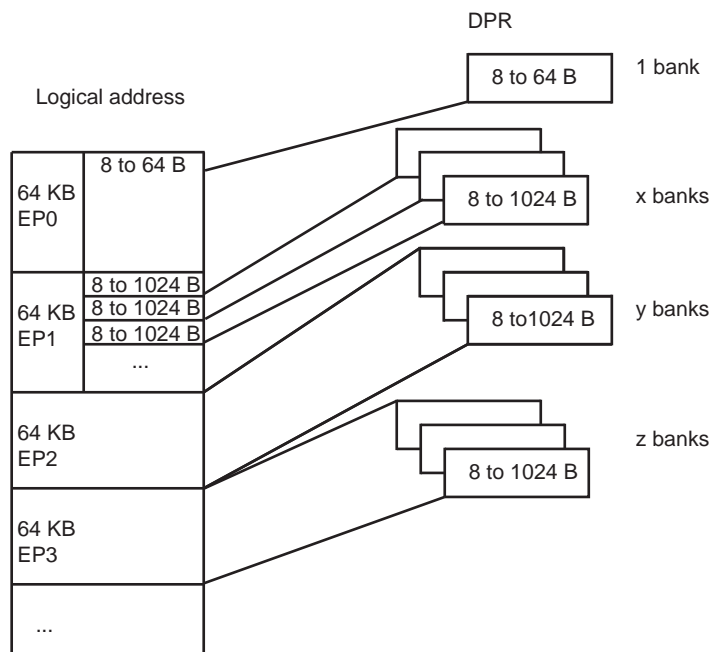 DPR
8 to 64 B
1 bank
Logical address
8 to 64 B
64 KB
EP0
8 to 1024 B
x banks
8 to 1024 B
8 to 1024 B
8 to 1024 B
...
64 KB
EP1
8 to1024 B
y banks
64 KB
EP2
8 to 1024 B
z banks
64 KB
EP3
...